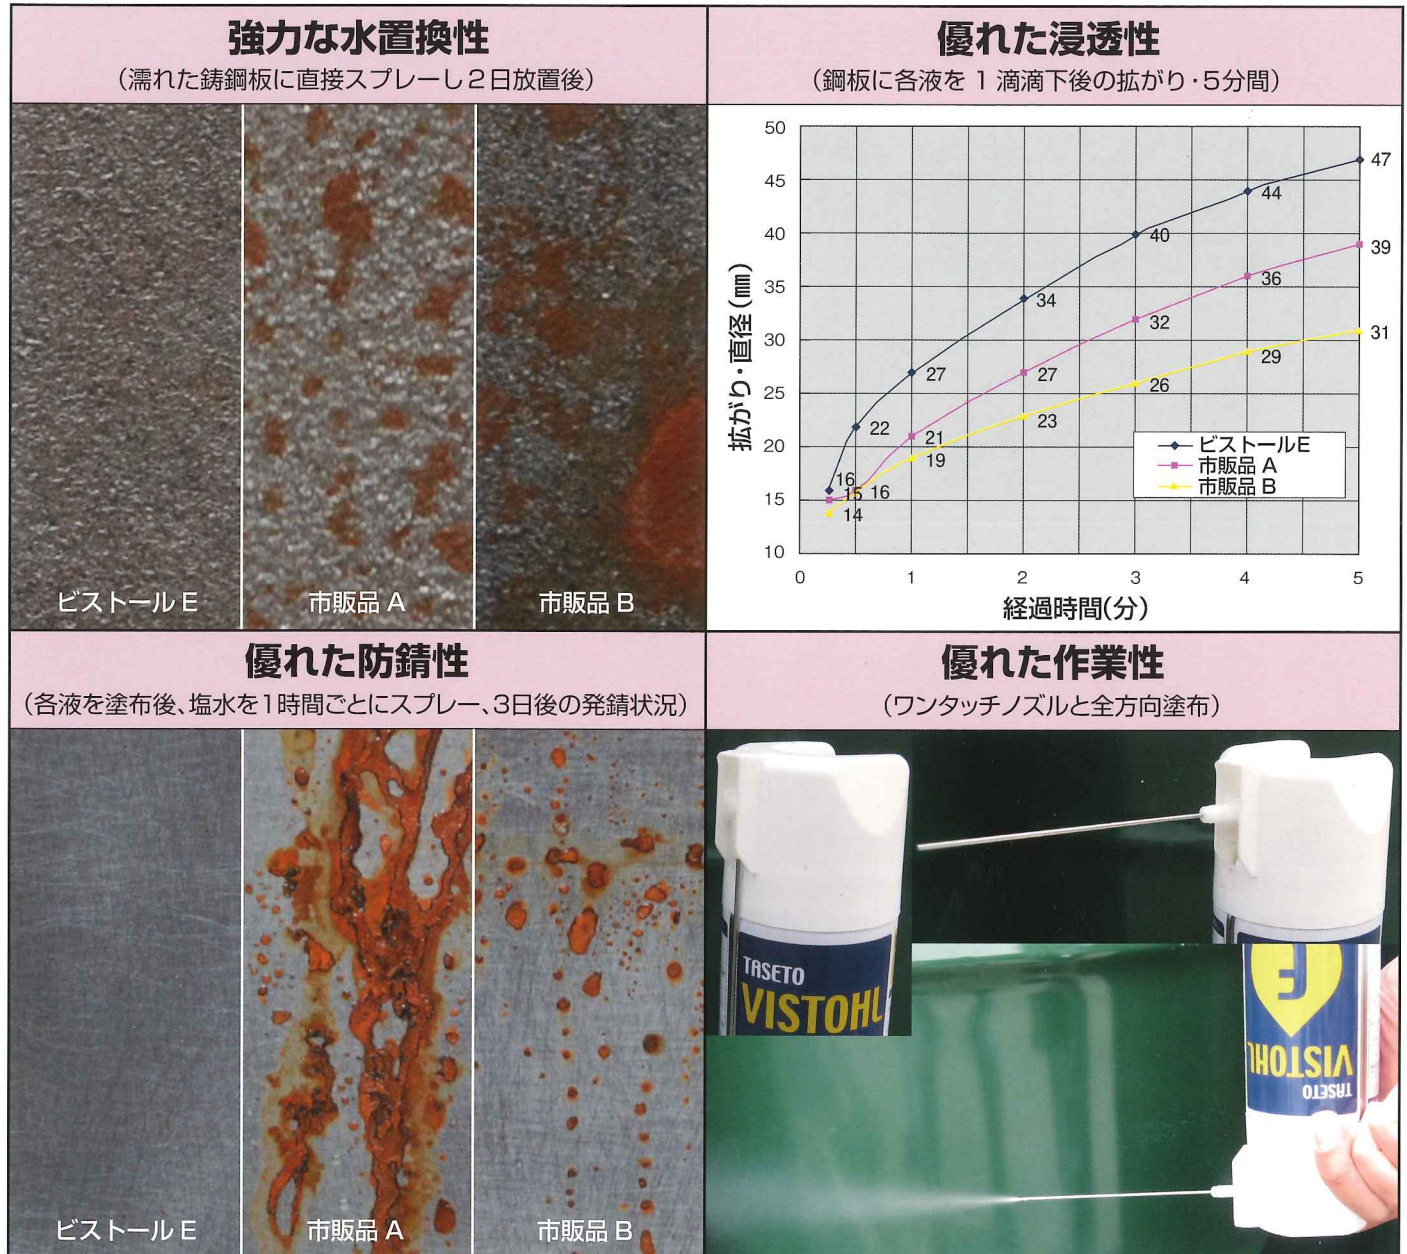 強力な水置換性
(濡れた鋳鋼板に直接スプレーし2日放置後)
ビストールE
市販品 A
市販品 B
優れた浸透性
(鋼板に各液を 1 滴滴下後の拡がり・5分間)
拡がり・直径(㎜)
50
45
40
35
30
25
20
15
10
0 1 2 3 4 5
経過時間(分)
16 22 27 34 40 44 47
15 16 21 27 32 36 39
14 19 23 26 29 31
ビストールE
市販品 A
市販品 B
優れた防錆性
(各液を塗布後、塩水を1時間ごとにスプレー、3日後の発錆状況)
ビストールE
市販品 A
市販品 B
優れた作業性
(ワンタッチノズルと全方向塗布)
TASETO
VISTOHL
E
VISTOHL
TASETO